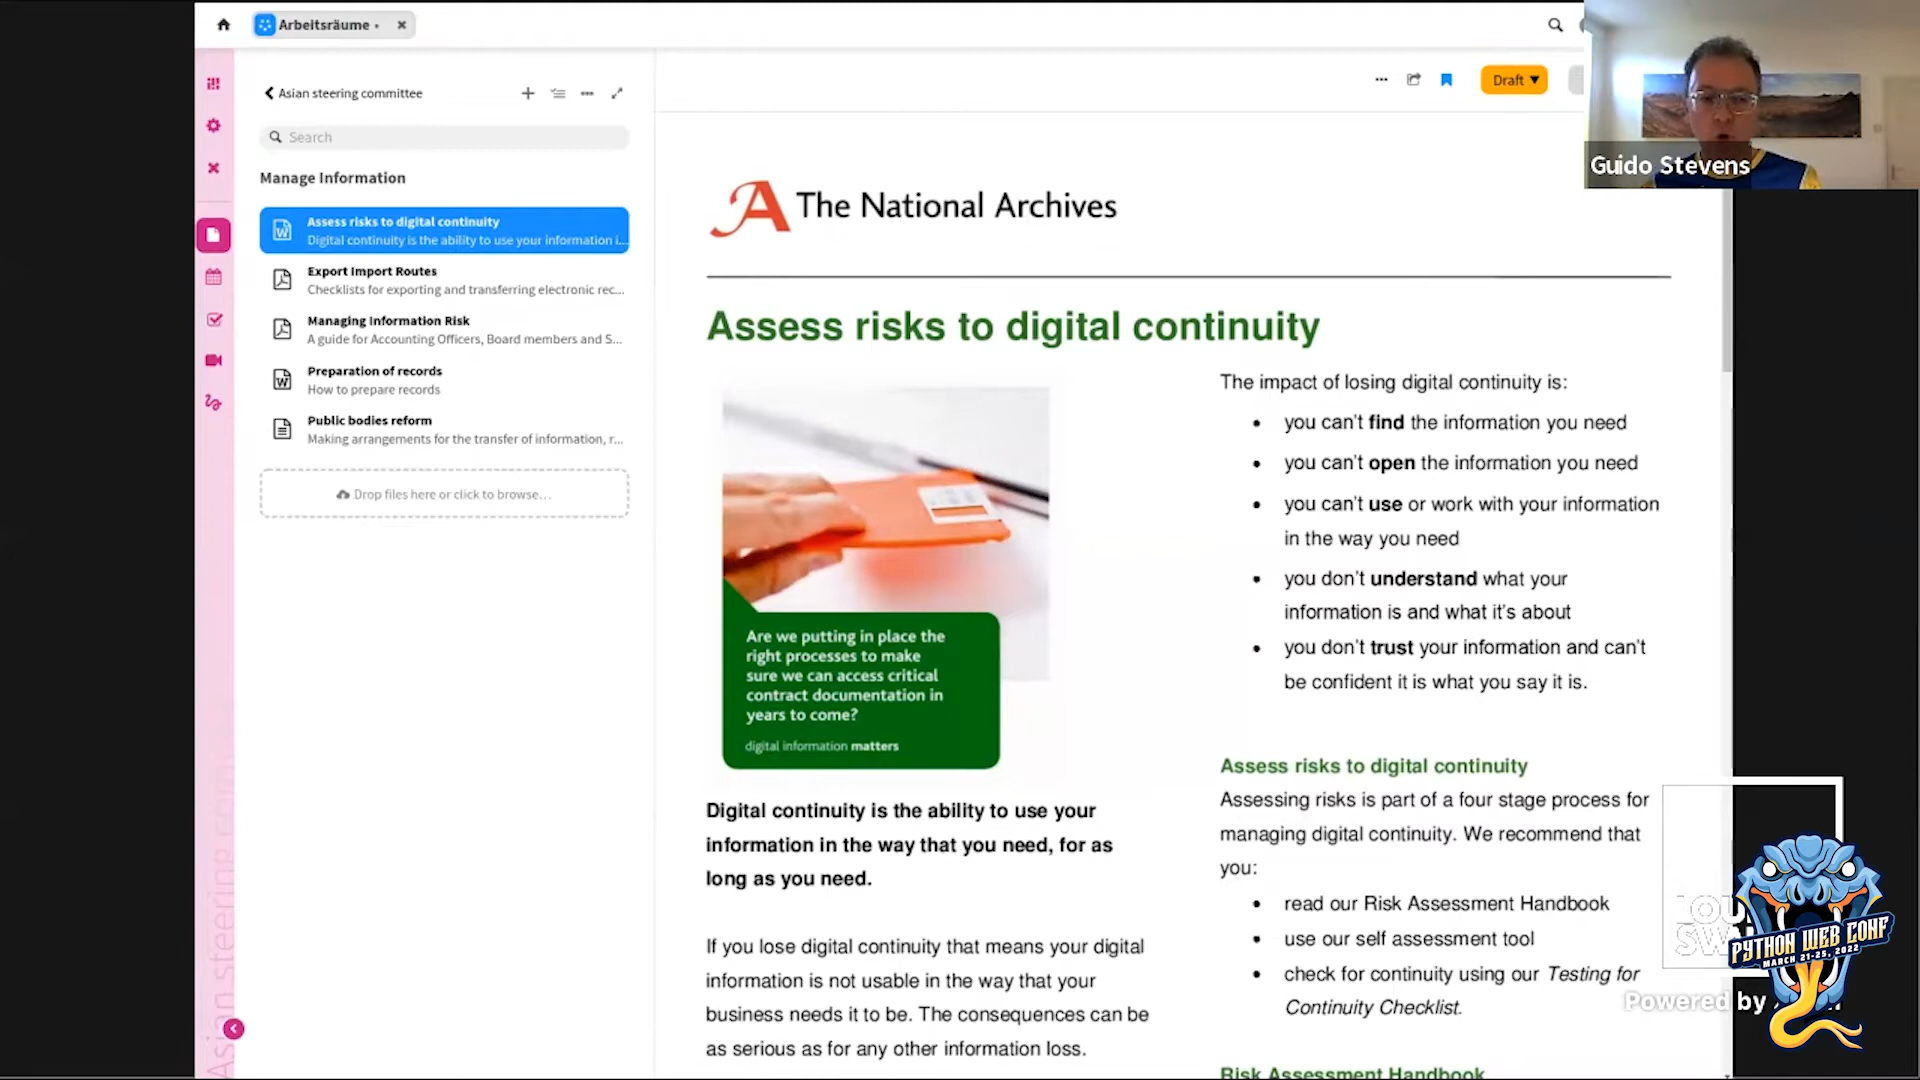 Arbeitsräume
Guido Stevens
Asian steering committee
Search
Manage Information
Assess risks to digital continuity
Digital continuity is the ability to use your information i...
Export Import Routes
Checklists for exporting and transferring electronic rec...
Managing Information Risk
A guide for Accounting Officers, Board members and S...
Preparation of records
How to prepare records
Public bodies reform
Making arrangements for the transfer of information, r...
Drop files here or click to browse...
Asian steering com
Draft
The National Archives
Assess risks to digital continuity
Are we putting in place the
right processes to make
sure we can access critical
contract documentation in
years to come?
digital information matters
Digital continuity is the ability to use your
information in the way that you need, for as
long as you need.
If you lose digital continuity that means your digital
information is not usable in the way that your
business needs it to be. The consequences can be
as serious as for any other information loss.
The impact of losing digital continuity is:
• you can't find the information you need
• you can't open the information you need
• you can't use or work with your information
in the way you need
• you don't understand what your
information is and what it's about
• you don't trust your information and can't
be confident it is what you say it is.
Assess risks to digital continuity
Assessing risks is part of a four stage process for
managing digital continuity. We recommend that
you:
• read our Risk Assessment Handbook
• use our self assessment tool
• check for continuity using our Testing for
Continuity Checklist.
Risk Assessment Handbook
PYTHON WEB CONF
MARCH 21-25, 2022
Powered by